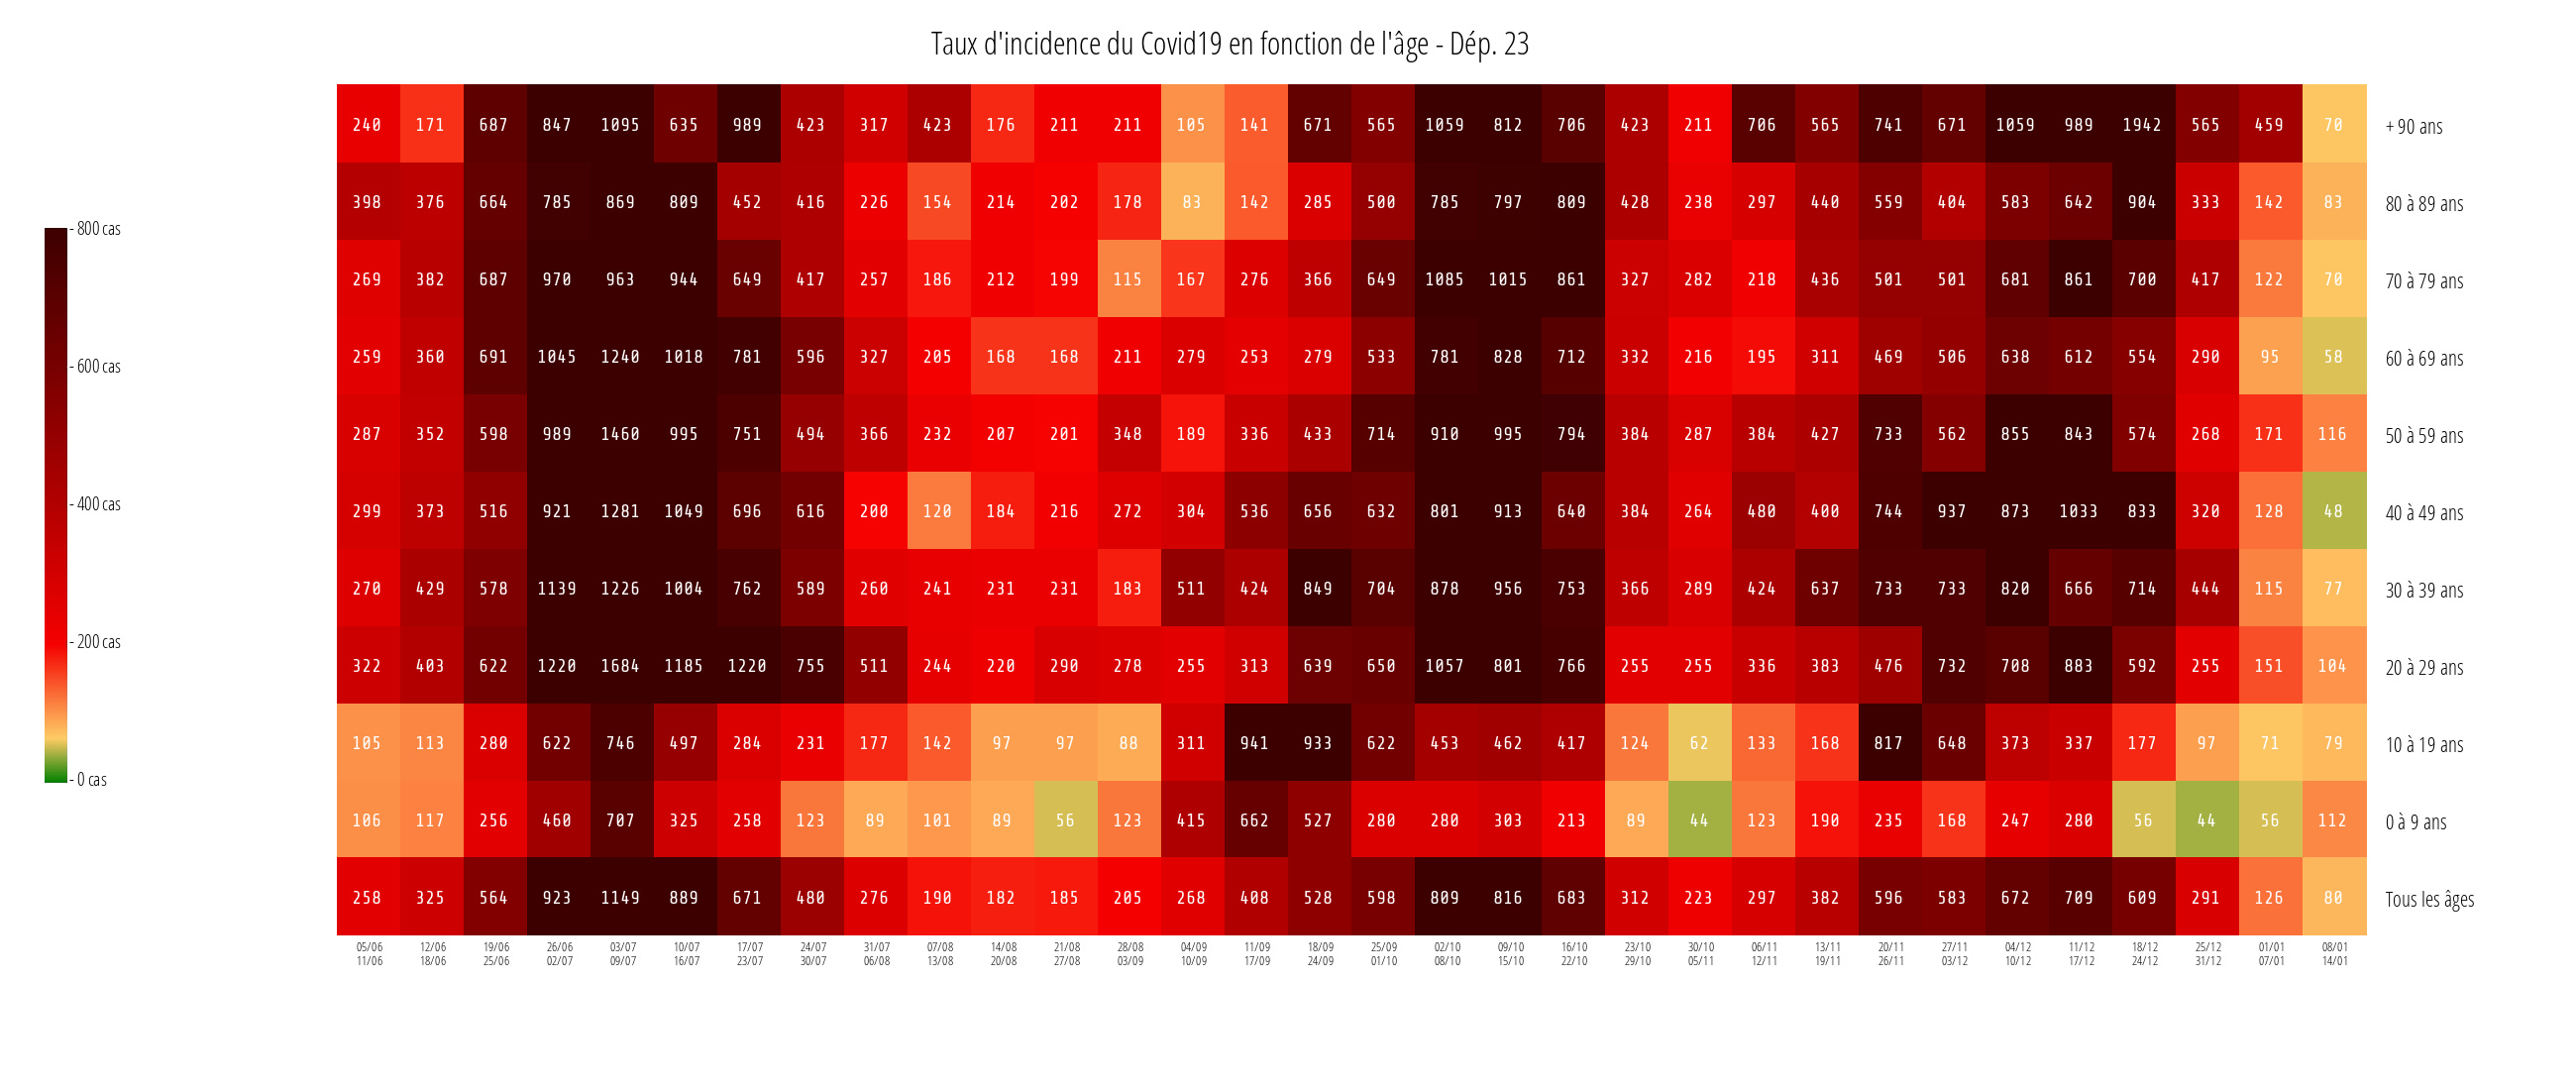 Taux d'incidence du Covid19 en fonction de l'âge - Dép. 23
- 800 cas
- 600 cas
- 400 cas
- 200 cas
- 0 cas
240 171 687 847 1095 635 989 423 317 423 176 211 211 105 141 671 565 1059 812 706 423 211 706 565 741 671 1059 989 1942 565 459 70 + 90 ans
398 376 664 785 869 809 452 416 226 154 214 202 178 83 142 285 500 785 797 809 428 238 297 440 559 404 583 642 904 333 142 83 80 à 89 ans
269 382 687 970 963 944 649 417 257 186 212 199 115 167 276 366 649 1085 1015 861 327 282 218 436 501 501 681 861 700 417 122 70 70 à 79 ans
259 360 691 1045 1240 1018 781 596 327 205 168 168 211 279 253 279 533 781 828 712 332 216 195 311 469 506 638 612 554 290 95 58 60 à 69 ans
287 352 598 989 1460 995 751 494 366 232 207 201 348 189 336 433 714 910 995 794 384 287 384 427 733 562 855 843 574 268 171 116 50 à 59 ans
299 373 516 921 1281 1049 696 616 200 120 184 216 272 304 536 656 632 801 913 640 384 264 480 400 744 937 873 1033 833 320 128 48 40 à 49 ans
270 429 578 1139 1226 1004 762 589 260 241 231 231 183 511 424 849 704 878 956 753 366 289 424 637 733 733 820 666 714 444 115 77 30 à 39 ans
322 403 622 1220 1684 1185 1220 755 511 244 220 290 278 255 313 639 650 1057 801 766 255 255 336 383 476 732 708 883 592 255 151 104 20 à 29 ans
105 113 280 622 746 497 284 231 177 142 97 97 88 311 941 933 622 453 462 417 124 62 133 168 817 648 373 337 177 97 71 79 10 à 19 ans
106 117 256 460 707 325 258 123 89 101 89 56 123 415 662 527 280 280 303 213 89 44 123 190 235 168 247 280 56 44 56 112 0 à 9 ans
258 325 564 923 1149 889 671 480 276 190 182 185 205 268 408 528 598 809 816 683 312 223 297 382 596 583 672 709 609 291 126 80 Tous les âges
05/06 12/06 19/06 26/06 03/07 10/07 17/07 24/07 31/07 07/08 14/08 21/08 28/08 04/09 11/09 18/09 25/09 02/10 09/10 16/10 23/10 30/10 06/11 13/11 20/11 27/11 04/12 11/12 18/12 25/12 01/01 08/01
11/06 18/06 25/06 02/07 09/07 16/07 23/07 30/07 06/08 13/08 20/08 27/08 03/09 10/09 17/09 24/09 01/10 08/10 15/10 22/10 29/10 05/11 12/11 19/11 26/11 03/12 10/12 17/12 24/12 31/12 07/01 14/01